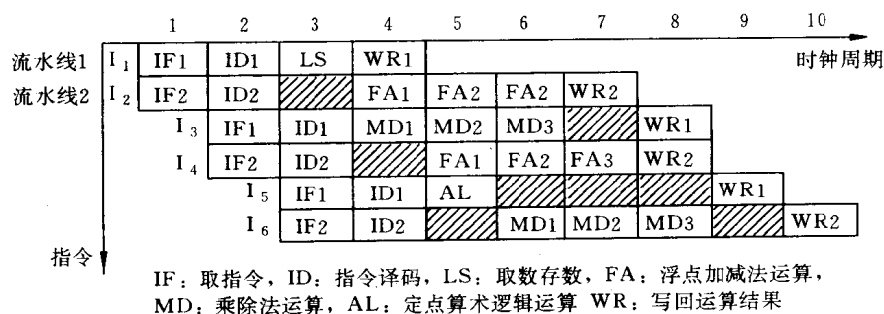 1 2 3 4 5 6 7 8 9 10
时钟周期
流水线1 I1 IF1 ID1 LS WR1
流水线2 I2 IF2 ID2 FA1 FA2 FA2 WR2
I3 IF1 ID1 MD1 MD2 MD3 WR1
I4 IF2 ID2 FA1 FA2 FA3 WR2
I5 IF1 ID1 AL WR1
I6 IF2 ID2 MD1 MD2 MD3 WR2
指令
IF：取指令，ID：指令译码，LS：取数存数，FA：浮点加减法运算，
MD：乘除法运算，AL：定点算术逻辑运算 WR：写回运算结果